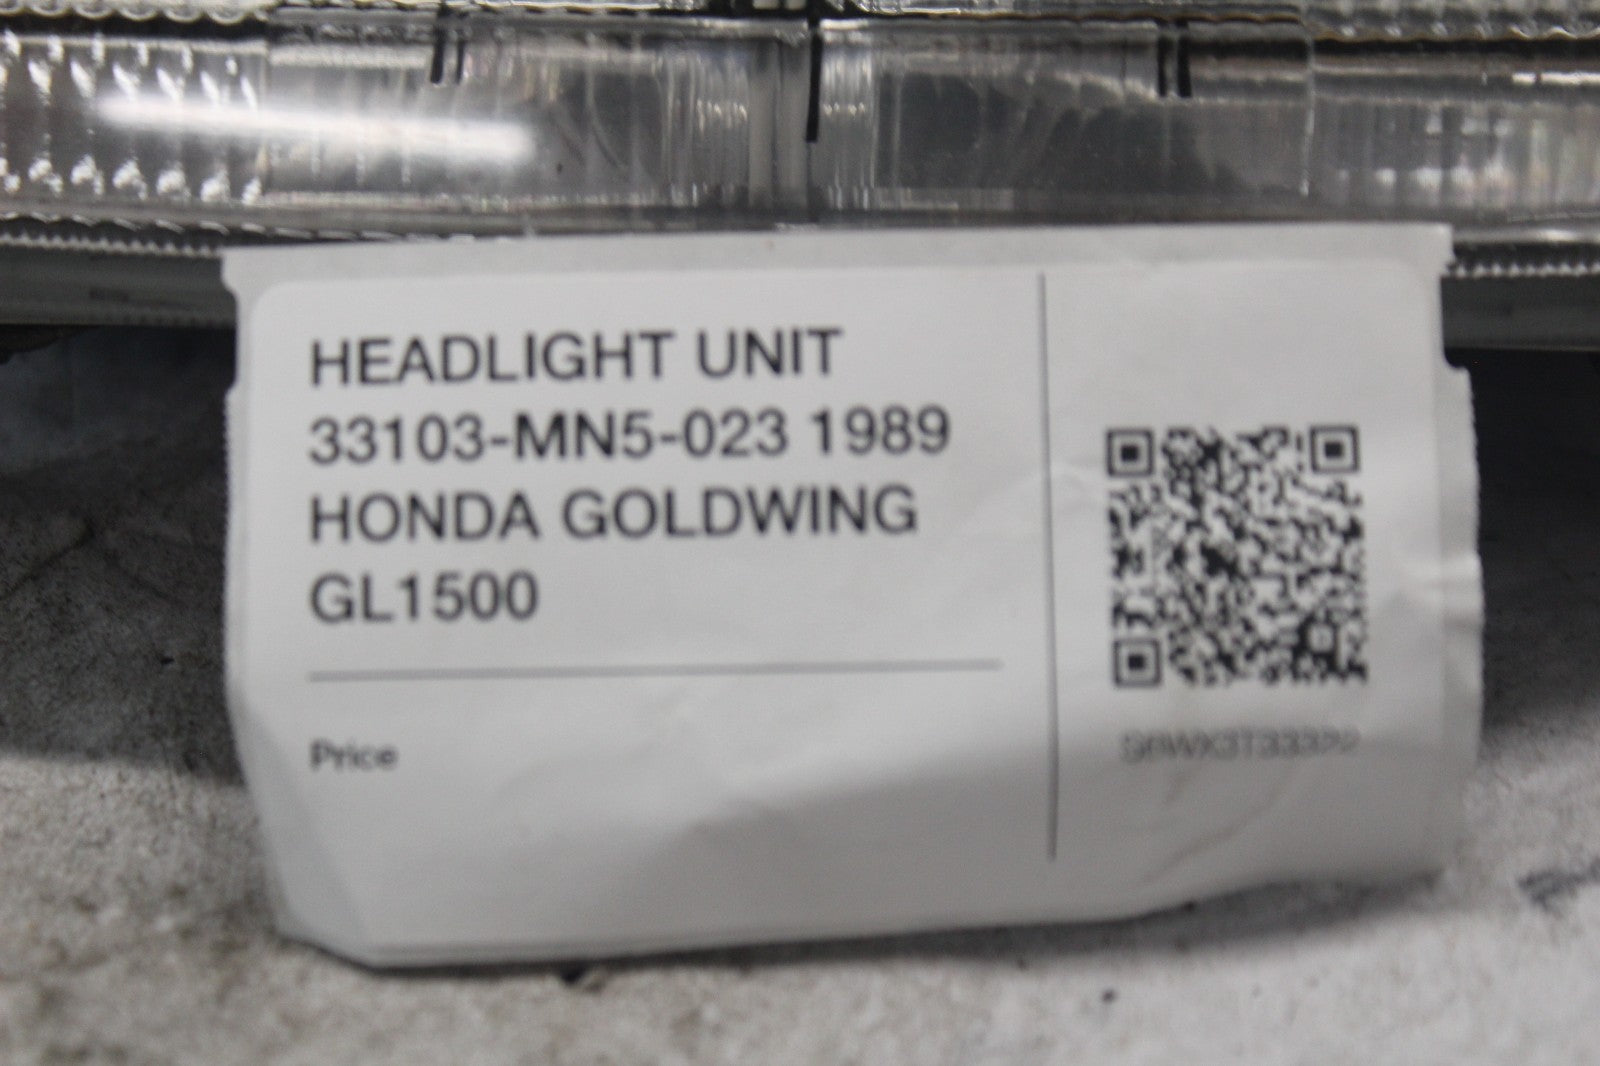 HEADLIGHT UNIT
33103-MN5-023 1989
HONDA GOLDWING
GL1500
Price